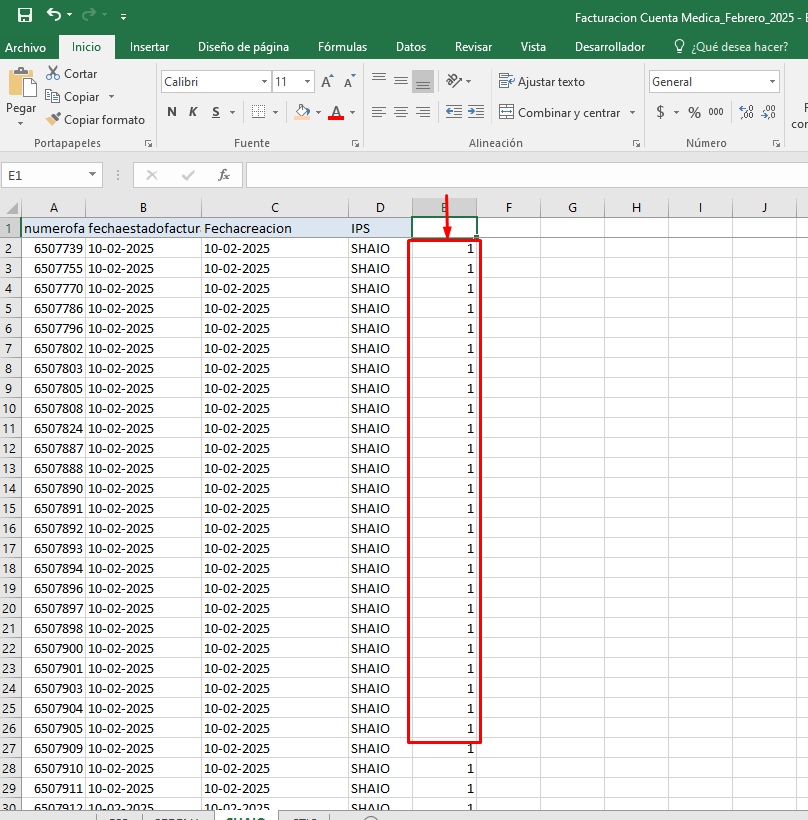 Facturacion Cuenta Medica_Febrero_2025 - E
Archivo Inicio Insertar Diseño de página Fórmulas Datos Revisar Vista Desarrollador ¿Qué desea hacer?
Pegar
Cortar
Copiar
Copiar formato
Portapapeles
Calibri 11 A A
N K S A
Fuente
Ajustar texto
Combinar y centrar
Alineación
General
$ % 000
Número
con
E1 fx
A B C D E F G H I J
1 numerofa fechaestadofactura Fechacreacion IPS
2 6507739 10-02-2025 10-02-2025 SHAIO 1
3 6507755 10-02-2025 10-02-2025 SHAIO 1
4 6507770 10-02-2025 10-02-2025 SHAIO 1
5 6507786 10-02-2025 10-02-2025 SHAIO 1
6 6507796 10-02-2025 10-02-2025 SHAIO 1
7 6507802 10-02-2025 10-02-2025 SHAIO 1
8 6507803 10-02-2025 10-02-2025 SHAIO 1
9 6507805 10-02-2025 10-02-2025 SHAIO 1
10 6507808 10-02-2025 10-02-2025 SHAIO 1
11 6507824 10-02-2025 10-02-2025 SHAIO 1
12 6507887 10-02-2025 10-02-2025 SHAIO 1
13 6507888 10-02-2025 10-02-2025 SHAIO 1
14 6507890 10-02-2025 10-02-2025 SHAIO 1
15 6507891 10-02-2025 10-02-2025 SHAIO 1
16 6507892 10-02-2025 10-02-2025 SHAIO 1
17 6507893 10-02-2025 10-02-2025 SHAIO 1
18 6507894 10-02-2025 10-02-2025 SHAIO 1
19 6507896 10-02-2025 10-02-2025 SHAIO 1
20 6507897 10-02-2025 10-02-2025 SHAIO 1
21 6507898 10-02-2025 10-02-2025 SHAIO 1
22 6507900 10-02-2025 10-02-2025 SHAIO 1
23 6507901 10-02-2025 10-02-2025 SHAIO 1
24 6507903 10-02-2025 10-02-2025 SHAIO 1
25 6507904 10-02-2025 10-02-2025 SHAIO 1
26 6507905 10-02-2025 10-02-2025 SHAIO 1
27 6507909 10-02-2025 10-02-2025 SHAIO 1
28 6507910 10-02-2025 10-02-2025 SHAIO 1
29 6507911 10-02-2025 10-02-2025 SHAIO 1
30 6507912 10-02-2025 10-02-2025 SHAIO 1
SHAIO